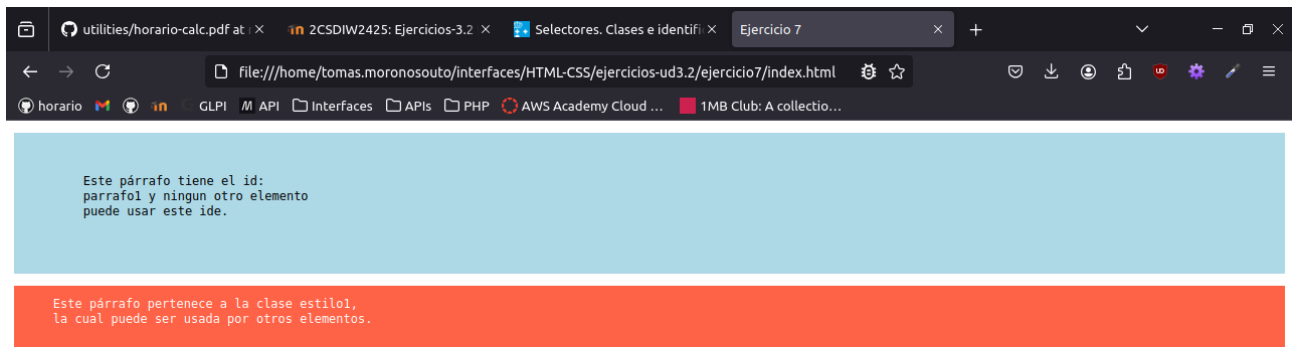 utilities/horario-calc.pdf at
2CSDIW2425: Ejercicios-3.2
Selectores. Clases e identifi
Ejercicio 7
file:///home/tomas.moronosouto/interfaces/HTML-CSS/ejercicios-ud3.2/ejercicio7/index.html
horario
GLPI
M API
Interfaces
APIs
PHP
AWS Academy Cloud ...
1MB Club: A collectio...
Este párrafo tiene el id:
parrafo1 y ningun otro elemento
puede usar este ide.
Este párrafo pertenece a la clase estilo1,
la cual puede ser usada por otros elementos.